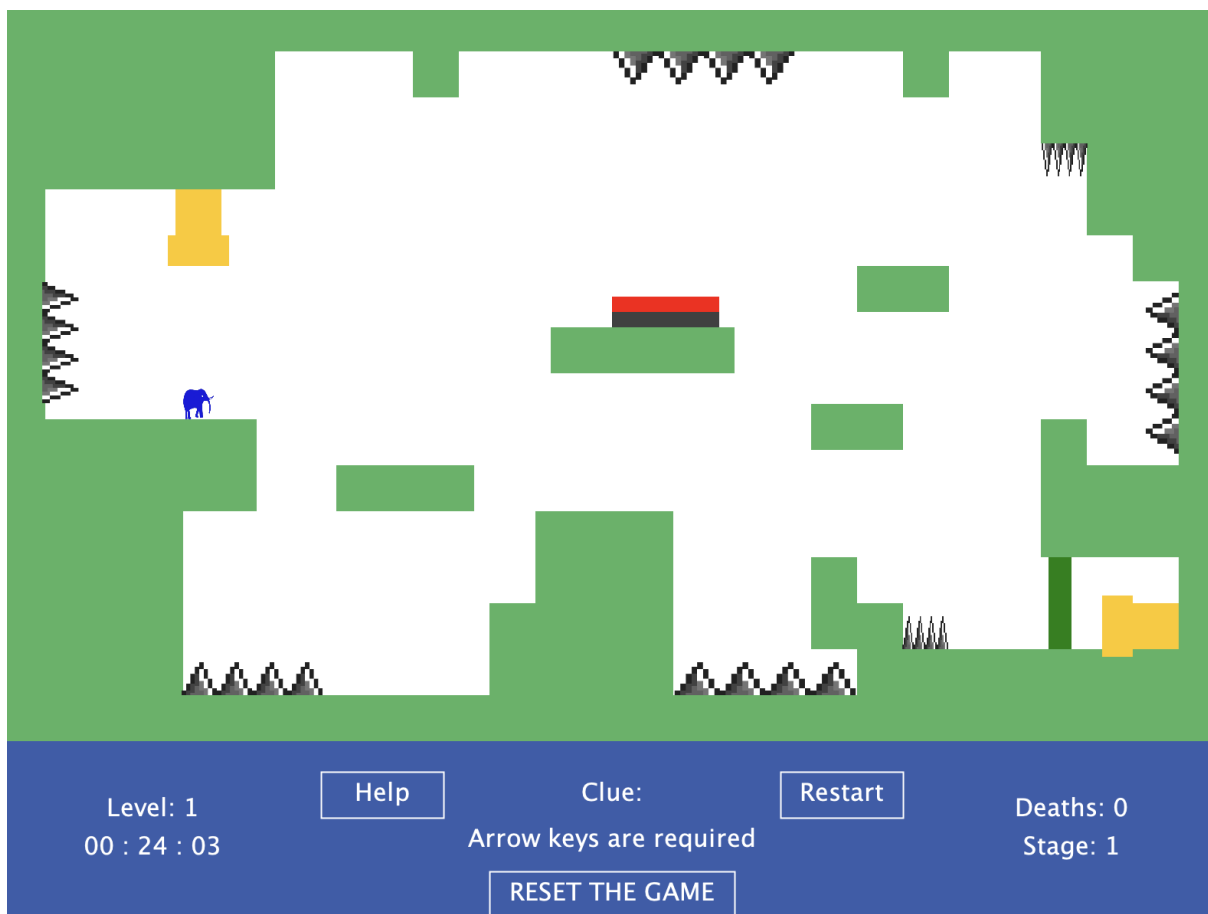 Level: 1
00 : 24 : 03
Help
Clue:
Arrow keys are required
RESET THE GAME
Restart
Deaths: 0
Stage: 1